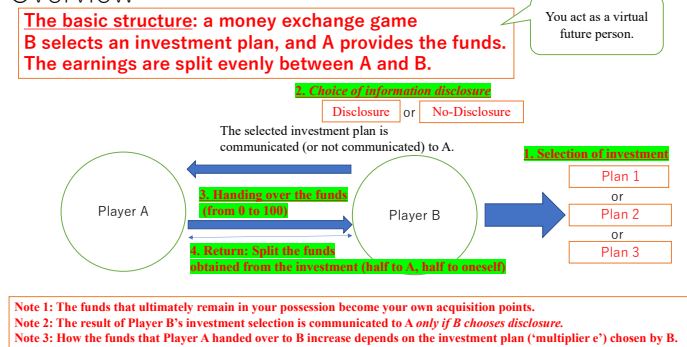 Overview
The basic structure: a money exchange game
B selects an investment plan, and A provides the funds.
The earnings are split evenly between A and B.
You act as a virtual
future person.
2. Choice of information disclosure
Disclosure or No-Disclosure
The selected investment plan is
communicated (or not communicated) to A.
1. Selection of investment
Plan 1
or
Plan 2
or
Plan 3
Player A
3. Handing over the funds
(from 0 to 100)
Player B
4. Return: Split the funds
obtained from the investment (half to A, half to oneself)
Note 1: The funds that ultimately remain in your possession become your own acquisition points.
Note 2: The result of Player B's investment selection is communicated to A only if B chooses disclosure.
Note 3: How the funds that Player A handed over to B increase depends on the investment plan (‘multiplier c’) chosen by B.